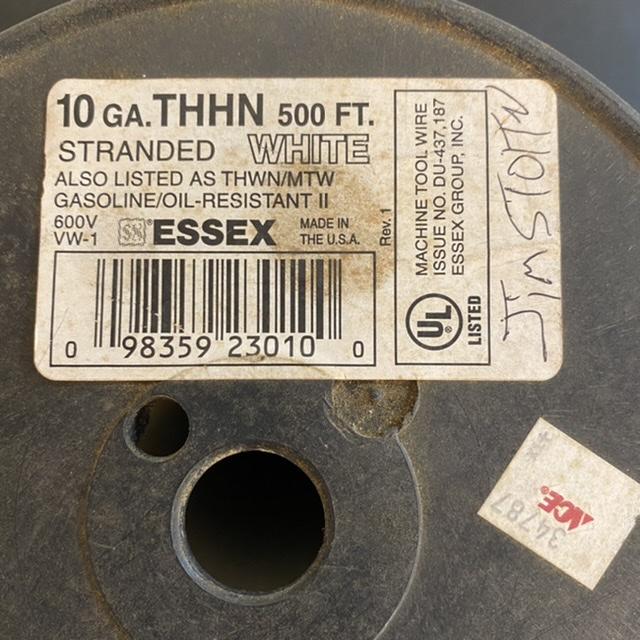 10 GA. THHN 500 FT.
STRANDED WHITE
ALSO LISTED AS THWN/MTW
GASOLINE/OIL-RESISTANT II
600V
VW-1
ESSEX
MADE IN
THE U.S.A.
Rev. 1
0 98359 23010 0
MACHINE TOOL WIRE
ISSUE NO. DU-437,187
ESSEX GROUP, INC.
UL
LISTED
JIM
ACE
34787